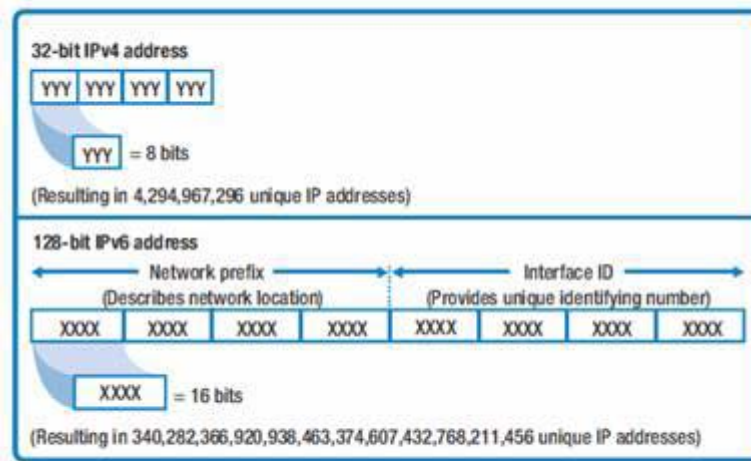 32-bit IPv4 address
YYY YYY YYY YYY
YYY = 8 bits
(Resulting in 4,294,967,296 unique IP addresses)
128-bit IPv6 address
Network prefix Interface ID
(Describes network location) (Provides unique identifying number)
XXXX XXXX XXXX XXXX XXXX XXXX XXXX XXXX
XXXX = 16 bits
(Resulting in 340,282,366,920,938,463,374,607,432,768,211,456 unique IP addresses)